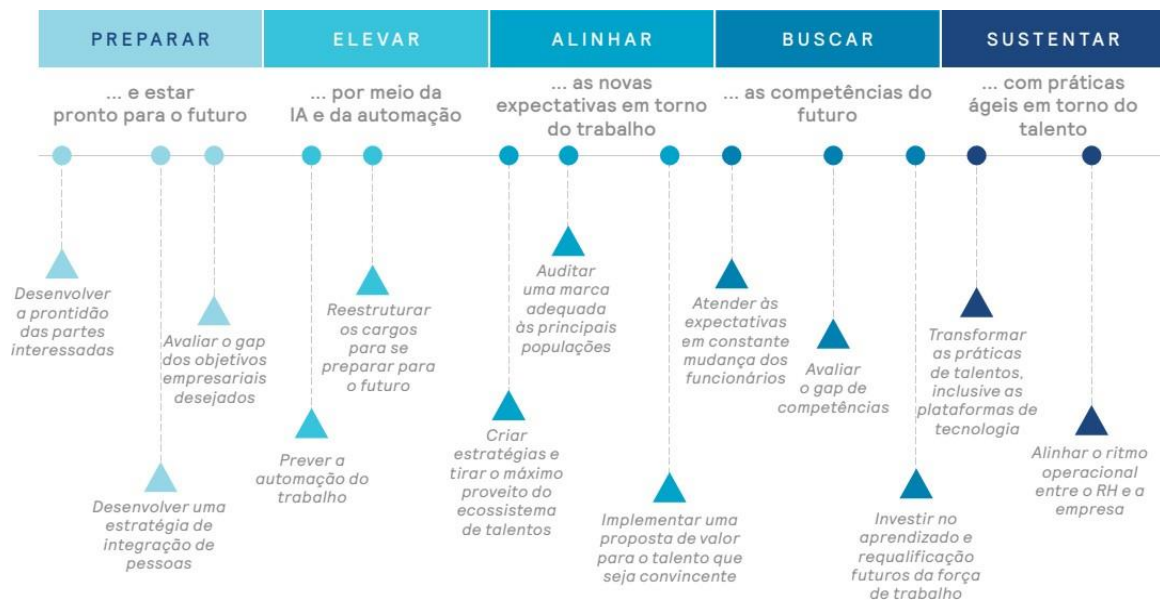 PREPARAR
ELEVAR
ALINHAR
BUSCAR
SUSTENTAR
... e estar
pronto para o futuro
... por meio da
IA e da automação
... as novas
expectativas em torno
do trabalho
... as competências do
futuro
... com práticas
ágeis em torno do
talento
Desenvolver
a prontidão
das partes
interessadas
Desenvolver uma
estratégia de
integração de
pessoas
Avaliar o gap
dos objetivos
empresariais
desejados
Prever a
automação do
trabalho
Reestruturar
os cargos
para se
preparar para
o futuro
Criar
estratégias e
tirar o máximo
proveito do
ecossistema
de talentos
Auditar
uma marca
adequada
às principais
populações
Implementar uma
proposta de valor
para o talento que
seja convincente
Atender às
expectativas
em constante
mudança dos
funcionários
Avaliar
o gap de
competências
Investir no
aprendizado e
requalificação
futuros da força
de trabalho
Transformar
as práticas
de talentos,
inclusive as
plataformas de
tecnologia
Alinhar o ritmo
operacional
entre o RH e a
empresa